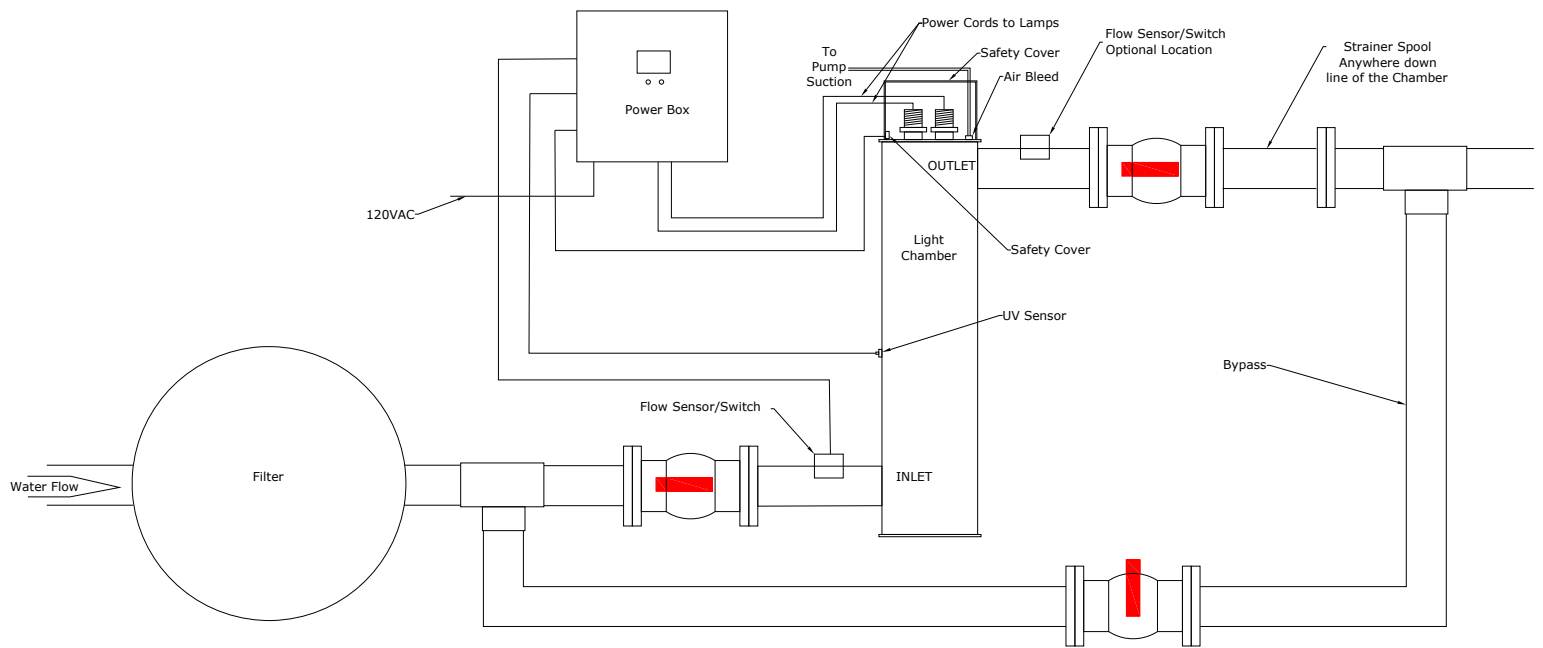 Power Cords to Lamps
Flow Sensor/Switch
Optional Location
To
Pump
Suction
Safety Cover
Strainer Spool
Anywhere down
line of the Chamber
Air Bleed
Power Box
OUTLET
120VAC
Light
Chamber
Safety Cover
UV Sensor
Bypass
Flow Sensor/Switch
Water Flow
Filter
INLET